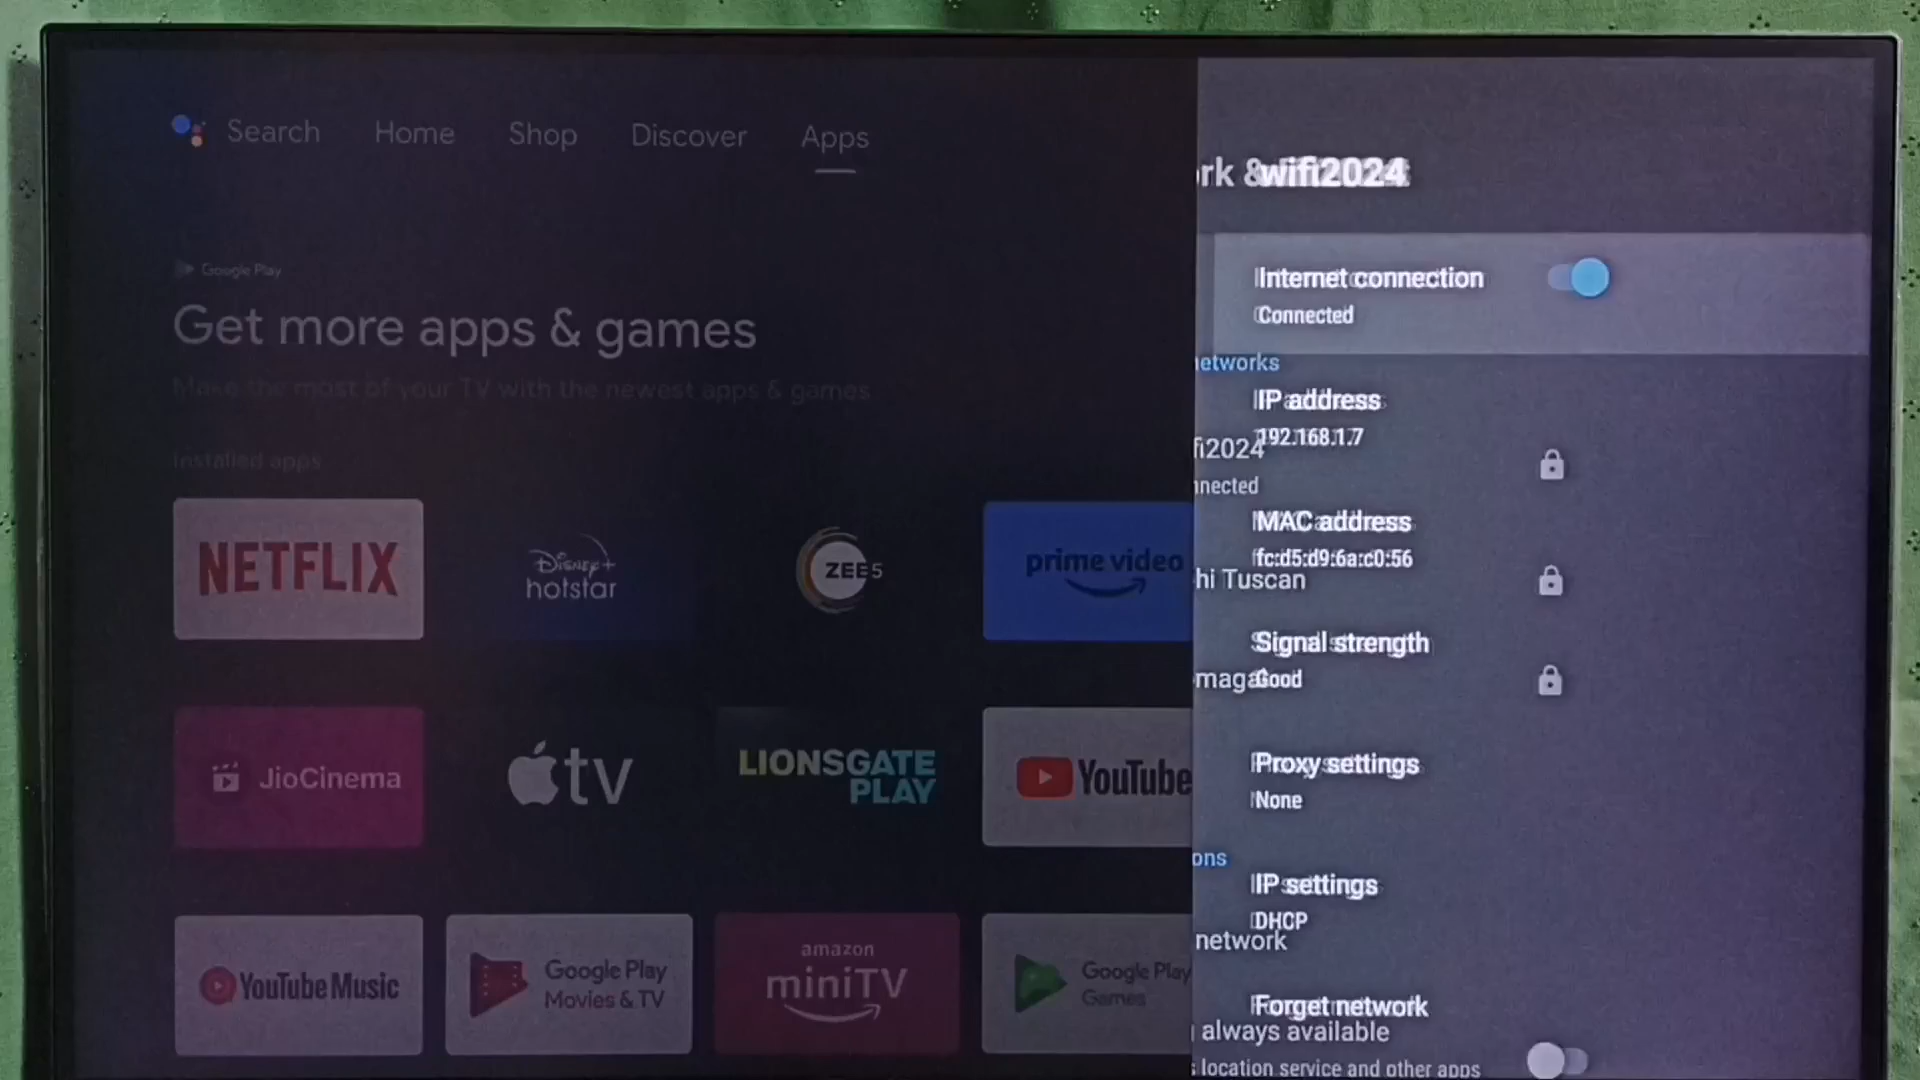 Search Home Shop Discover Apps
Google Play
Get more apps & games
Make the most of your TV with the newest apps & games
Installed apps
NETFLIX
Disney+
hotstar
ZEE5
prime video
JioCinema
tv
LIONSGATE
PLAY
YouTube
YouTube Music
Google Play
Movies & TV
amazon
miniTV
Google Play
Games
rk & wifi2024
Internet connection
Connected
etworks
IP address
192.168.1.7
fi2024
nnected
MAC address
fc:d5:d9:6a:c0:56
hi Tuscan
Signal strength
Good
maga
Proxy settings
None
ons
IP settings
DHCP
network
Forget network
always available
location service and other apps